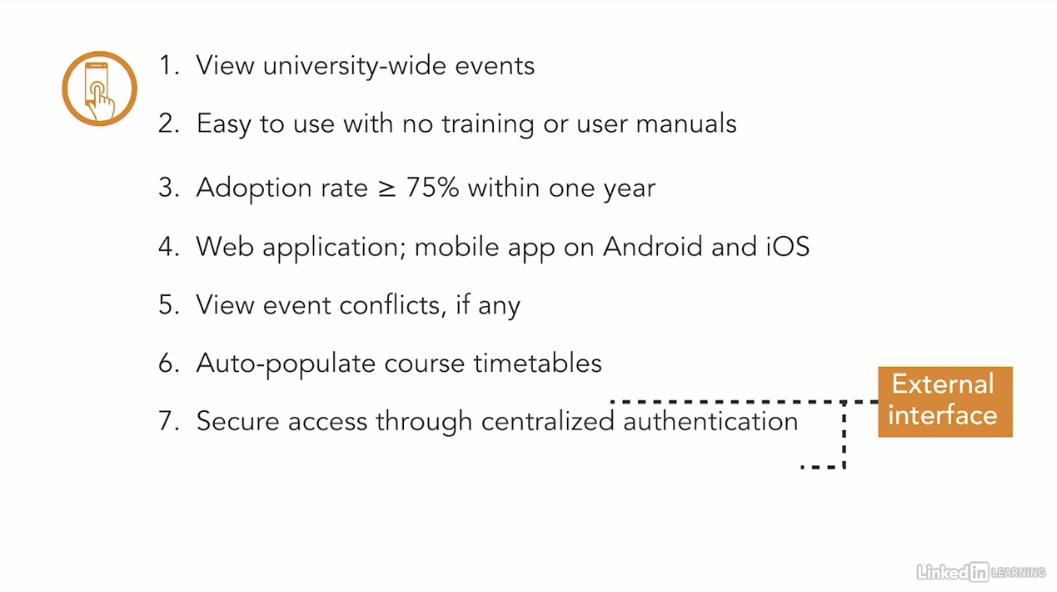 1. View university-wide events
2. Easy to use with no training or user manuals
3. Adoption rate ≥ 75% within one year
4. Web application; mobile app on Android and iOS
5. View event conflicts, if any
6. Auto-populate course timetables
External
interface
7. Secure access through centralized authentication
Linked in LEARNING